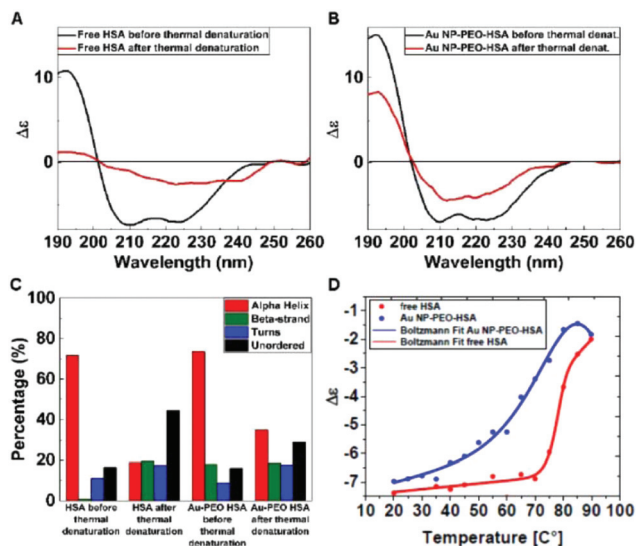 A
Free HSA before thermal denaturation
Free HSA after thermal denaturation
10
0
Δε
190 200 210 220 230 240 250 260
Wavelength (nm)
B
Au NP-PEO-HSA before thermal denat.
Au NP-PEO-HSA after thermal denat.
10
0
Δε
190 200 210 220 230 240 250 260
Wavelength (nm)
C
Alpha Helix
Beta-strand
Turns
Unordered
100
80
60
40
20
0
Percentage (%)
HSA before thermal denaturation
HSA after thermal denaturation
Au-PEO HSA before thermal denaturation
Au-PEO HSA after thermal denaturation
D
free HSA
Au NP-PEO-HSA
Boltzmann Fit Au NP-PEO-HSA
Boltzmann Fit free HSA
-1
-2
-3
-4
-5
-6
-7
Δε
10 20 30 40 50 60 70 80 90 100
Temperature [C°]